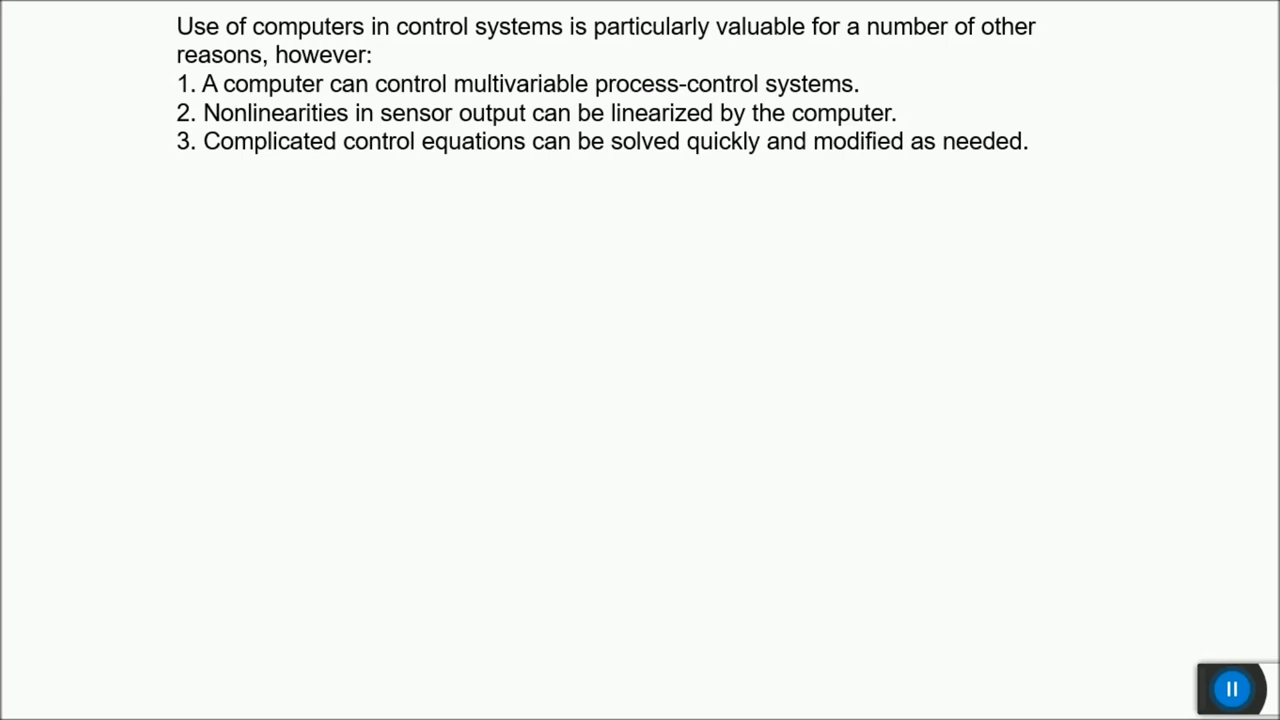 Use of computers in control systems is particularly valuable for a number of other
reasons, however:
1. A computer can control multivariable process-control systems.
2. Nonlinearities in sensor output can be linearized by the computer.
3. Complicated control equations can be solved quickly and modified as needed.